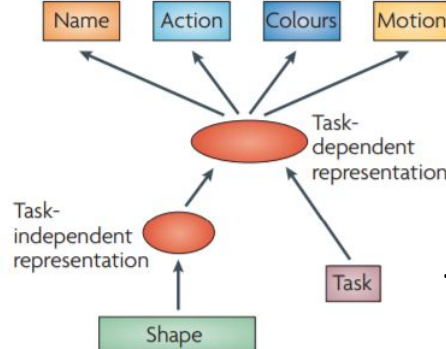 Name
Action
Colours
Motion
Task-
dependent
representation
Task-
independent
representation
Task
Shape